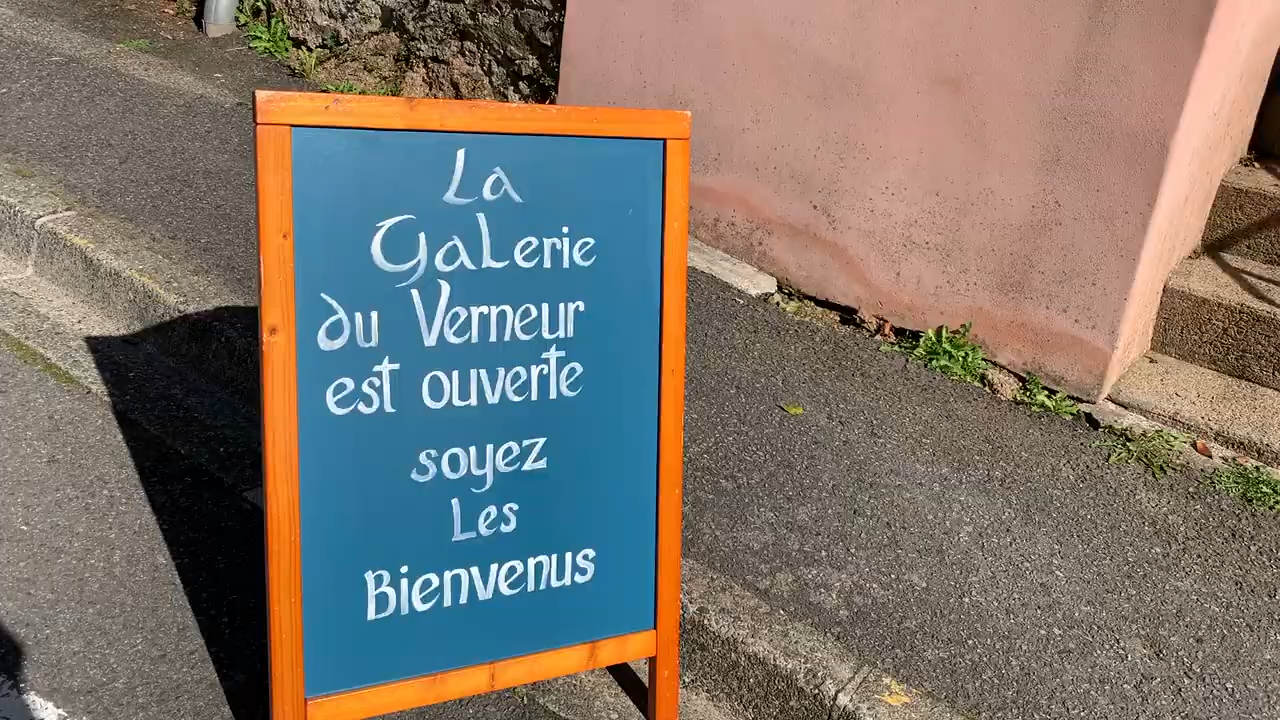 La
GaLerie
du Verneur
est ouverte
soyez
Les
Bienvenus